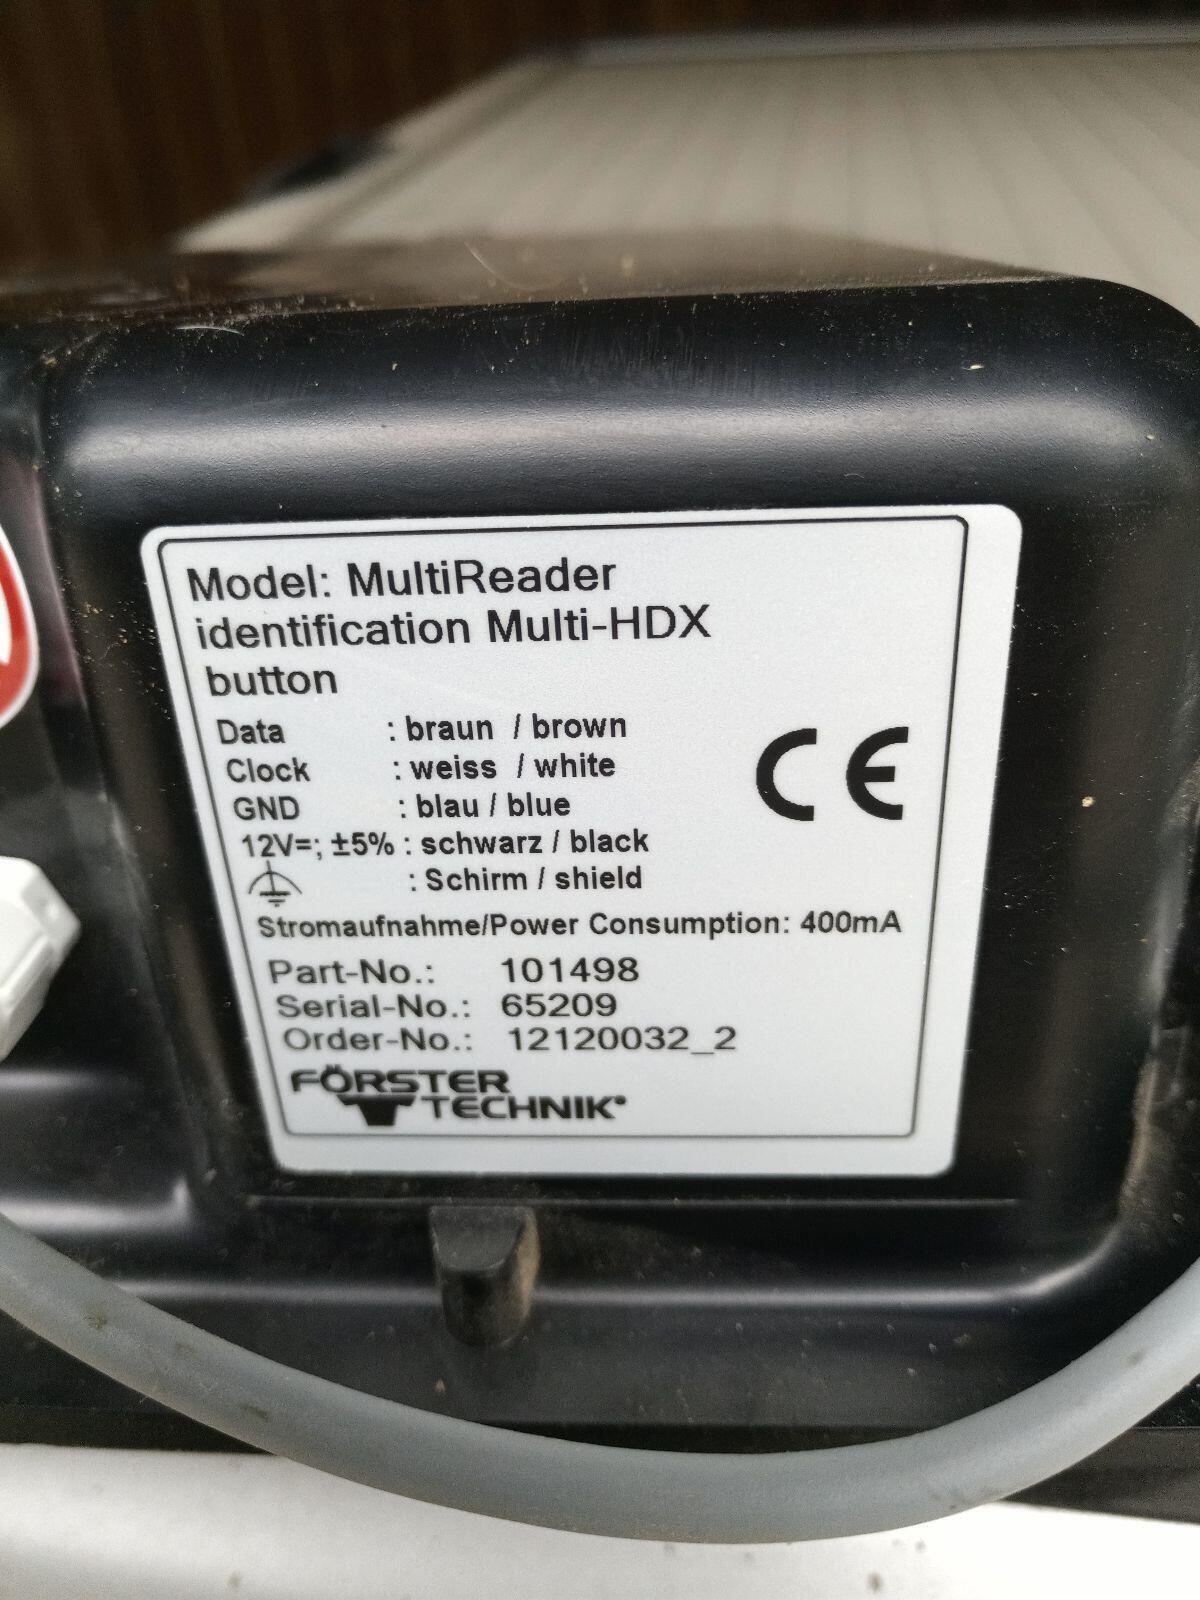 Model: MultiReader
identification Multi-HDX
button
Data : braun / brown
Clock : weiss / white
GND : blau / blue
12V=; ±5% : schwarz / black
: Schirm / shield
Stromaufnahme/Power Consumption: 400mA
Part-No.: 101498
Serial-No.: 65209
Order-No.: 12120032_2
FÖRSTER
TECHNIK
CE